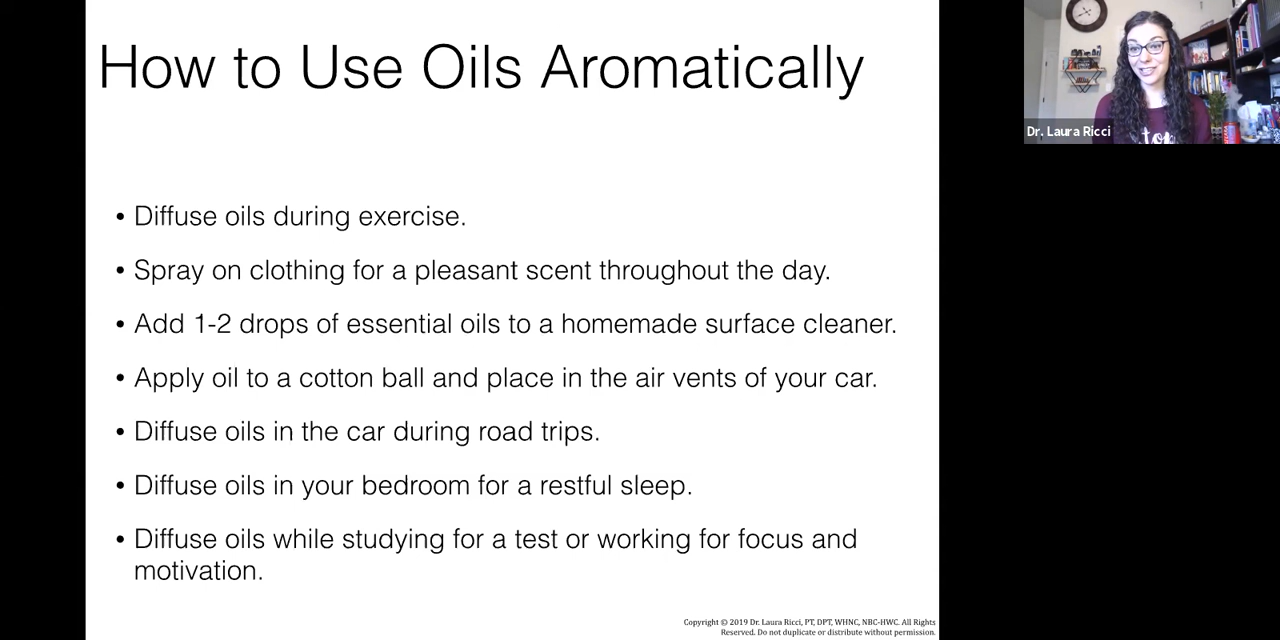 How to Use Oils Aromatically
• Diffuse oils during exercise.
• Spray on clothing for a pleasant scent throughout the day.
• Add 1-2 drops of essential oils to a homemade surface cleaner.
• Apply oil to a cotton ball and place in the air vents of your car.
• Diffuse oils in the car during road trips.
• Diffuse oils in your bedroom for a restful sleep.
• Diffuse oils while studying for a test or working for focus and
motivation.
Copyright © 2019 Dr. Laura Ricci, PT, DPT, WHNC, NBC-HWC. All Rights
Reserved. Do not duplicate or distribute without permission.
Dr. Laura Ricci